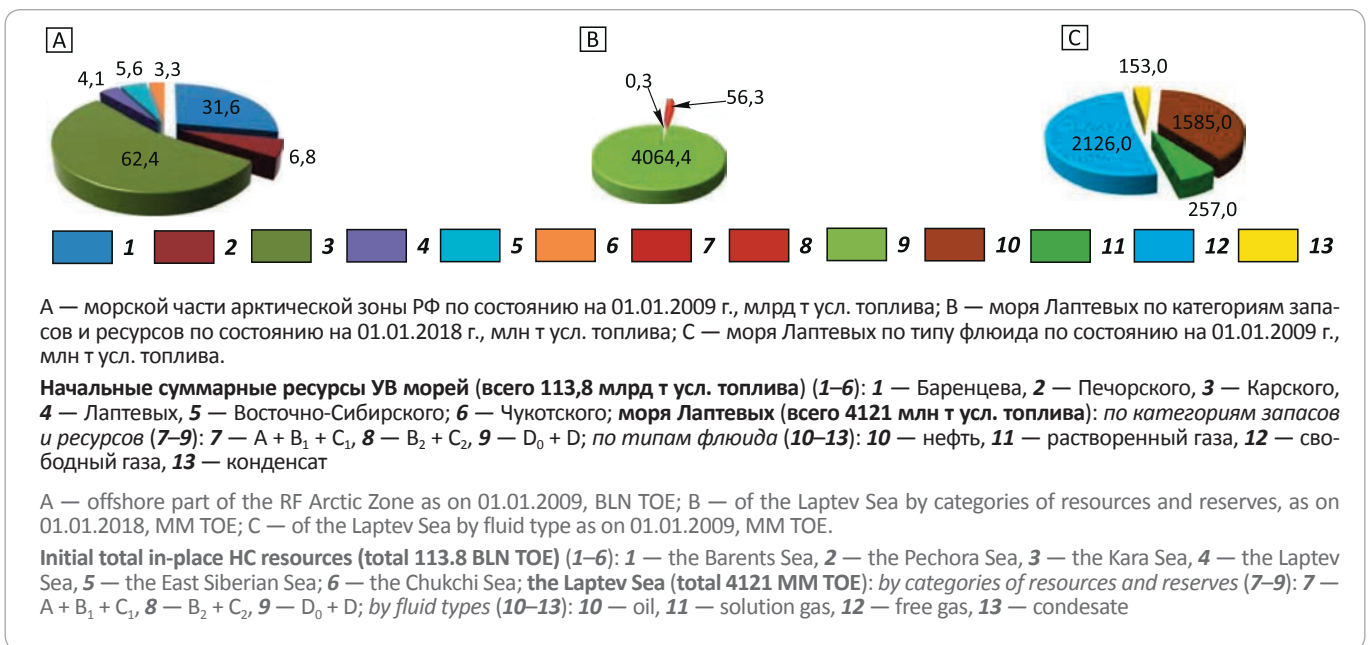 A
B
C
4,1
5,6
3,3
31,6
62,4
6,8
0,3
56,3
4064,4
153,0
1585,0
2126,0
257,0
1 2 3 4 5 6 7 8 9 10 11 12 13
А — морской части арктической зоны РФ по состоянию на 01.01.2009 г., млрд т усл. топлива; В — моря Лаптевых по категориям запа-
сов и ресурсов по состоянию на 01.01.2018 г., млн т усл. топлива; С — моря Лаптевых по типу флюида по состоянию на 01.01.2009 г.,
млн т усл. топлива.
Начальные суммарные ресурсы УВ морей (всего 113,8 млрд т усл. топлива) (1–6): 1 — Баренцева, 2 — Печорского, 3 — Карского,
4 — Лаптевых, 5 — Восточно-Сибирского; 6 — Чукотского; моря Лаптевых (всего 4121 млн т усл. топлива): по категориям запасов
и ресурсов (7–9): 7 — A + B₁ + C₁, 8 — B₂ + C₂, 9 — D₀ + D; по типам флюида (10–13): 10 — нефть, 11 — растворенный газа, 12 — сво-
бодный газа, 13 — конденсат
A — offshore part of the RF Arctic Zone as on 01.01.2009, BLN TOE; B — of the Laptev Sea by categories of resources and reserves, as on
01.01.2018, MM TOE; C — of the Laptev Sea by fluid type as on 01.01.2009, MM TOE.
Initial total in-place HC resources (total 113.8 BLN TOE) (1–6): 1 — the Barents Sea, 2 — the Pechora Sea, 3 — the Kara Sea, 4 — the Laptev
Sea, 5 — the East Siberian Sea; 6 — the Chukchi Sea; the Laptev Sea (total 4121 MM TOE): by categories of resources and reserves (7–9): 7 —
A + B₁ + C₁, 8 — B₂ + C₂, 9 — D₀ + D; by fluid types (10–13): 10 — oil, 11 — solution gas, 12 — free gas, 13 — condesate